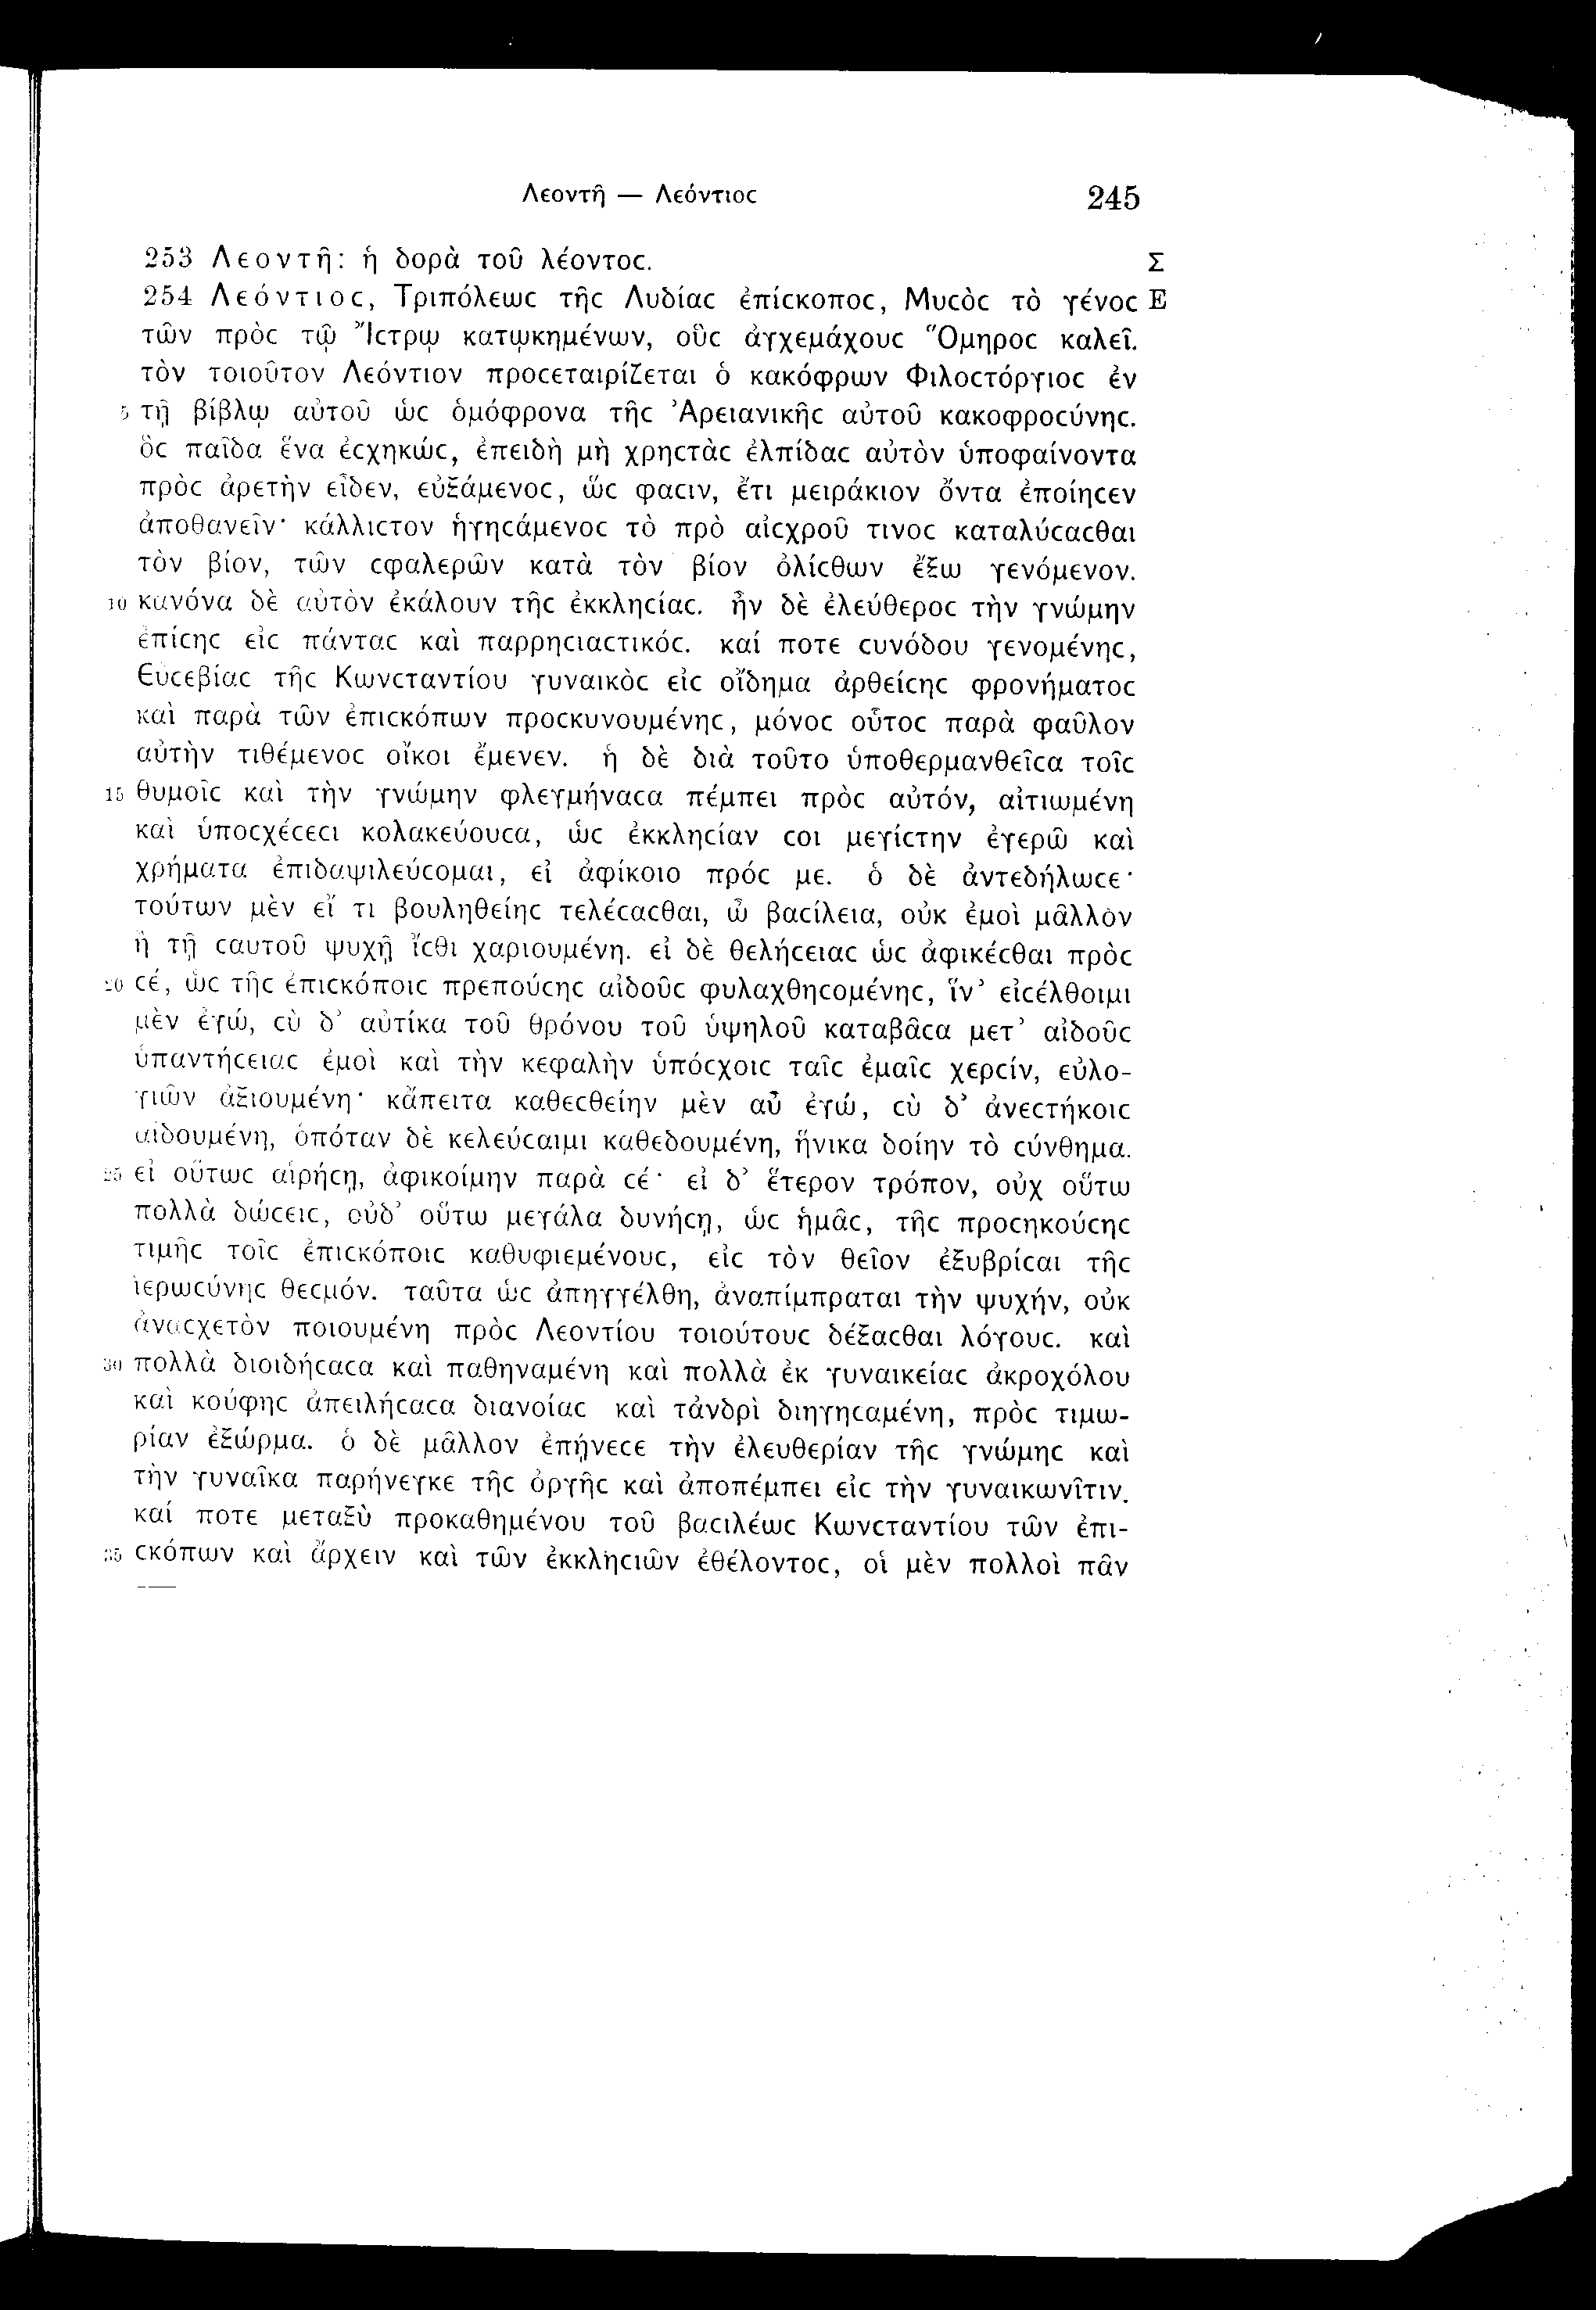 Λεοντῆ — Λεόντιοϲ 245
253 Λεοντῆ: ἡ δορὰ τοῦ λέοντοϲ. Σ
254 Λεόντιοϲ, Τριπόλεωϲ τῆϲ Λυδίαϲ ἐπίϲκοποϲ, Μυϲὸϲ τὸ γένοϲ E
τῶν πρὸϲ τῷ Ἴϲτρῳ κατῳκημένων, οὓϲ ἀγχεμάχουϲ Ὅμηροϲ καλεῖ.
τὸν τοιοῦτον Λεόντιον προϲεταιρίζεται ὁ κακόφρων Φιλοϲτόργιοϲ ἐν
5 τῇ βίβλῳ αὐτοῦ ὡϲ ὁμόφρονα τῆϲ Ἀρειανικῆϲ αὐτοῦ κακοφροϲύνηϲ.
ὃϲ παῖδα ἕνα ἐϲχηκώϲ, ἐπειδὴ μὴ χρηϲτὰϲ ἐλπίδαϲ αὐτὸν ὑποφαίνοντα
πρὸϲ ἀρετὴν εἶδεν, εὐξάμενοϲ, ὥϲ φαϲιν, ἔτι μειράκιον ὄντα ἐποίηϲεν
ἀποθανεῖν· κάλλιϲτον ἡγηϲάμενοϲ τὸ πρὸ αἰϲχροῦ τινοϲ καταλύϲαϲθαι
τὸν βίον, τῶν ϲφαλερῶν κατὰ τὸν βίον ὀλίϲθων ἔξω γενόμενον.
10 κανόνα δὲ αὐτὸν ἐκάλουν τῆϲ ἐκκληϲίαϲ. ἦν δὲ ἐλεύθεροϲ τὴν γνώμην
ἐπίϲηϲ εἰϲ πάνταϲ καὶ παρρηϲιαϲτικόϲ. καί ποτε ϲυνόδου γενομένηϲ,
Εὐϲεβίαϲ τῆϲ Κωνϲταντίου γυναικὸϲ εἰϲ οἴδημα ἀρθείϲηϲ φρονήματοϲ
καὶ παρὰ τῶν ἐπιϲκόπων προϲκυνουμένηϲ, μόνοϲ οὗτοϲ παρὰ φαῦλον
αὐτὴν τιθέμενοϲ οἴκοι ἔμενεν. ἡ δὲ διὰ τοῦτο ὑποθερμανθεῖϲα τοῖϲ
15 θυμοῖϲ καὶ τὴν γνώμην φλεγμήναϲα πέμπει πρὸϲ αὐτόν, αἰτιωμένη
καὶ ὑποϲχέϲεϲι κολακεύουϲα, ὡϲ ἐκκληϲίαν ϲοι μεγίϲτην ἐγερῶ καὶ
χρήματα ἐπιδαψιλεύϲομαι, εἰ ἀφίκοιο πρόϲ με. ὁ δὲ ἀντεδήλωϲε·
τούτων μὲν εἴ τι βουληθείηϲ τελέϲαϲθαι, ὦ βαϲίλεια, οὐκ ἐμοὶ μᾶλλον
ἢ τῇ ϲαυτοῦ ψυχῇ ἴϲθι χαριουμένη. εἰ δὲ θελήϲειαϲ ὡϲ ἀφικέϲθαι πρὸϲ
20 ϲέ, ὡϲ τῆϲ ἐπιϲκόποιϲ πρεπούϲηϲ αἰδοῦϲ φυλαχθηϲομένηϲ, ἵν’ εἰϲέλθοιμι
μὲν ἐγώ, ϲὺ δ’ αὐτίκα τοῦ θρόνου τοῦ ὑψηλοῦ καταβᾶϲα μετ’ αἰδοῦϲ
ὑπαντήϲειαϲ ἐμοὶ καὶ τὴν κεφαλὴν ὑπόϲχοιϲ ταῖϲ ἐμαῖϲ χερϲίν, εὐλο-
γιῶν ἀξιουμένη· κἄπειτα καθεϲθείην μὲν αὖ ἐγώ, ϲὺ δ’ ἀνεϲτήκοιϲ
αἰδουμένη, ὁπόταν δὲ κελεύϲαιμι καθεδουμένη, ἡνίκα δοίην τὸ ϲύνθημα.
25 εἰ οὕτωϲ αἱρήϲῃ, ἀφικοίμην παρὰ ϲέ· εἰ δ’ ἕτερον τρόπον, οὐχ οὕτω
πολλὰ δώϲειϲ, οὐδ’ οὕτω μεγάλα δυνήϲῃ, ὡϲ ἡμᾶϲ, τῆϲ προϲηκούϲηϲ
τιμῆϲ τοῖϲ ἐπιϲκόποιϲ καθυφιεμένουϲ, εἰϲ τὸν θεῖον ἐξυβρίϲαι τῆϲ
ἱερωϲύνηϲ θεϲμόν. ταῦτα ὡϲ ἀπηγγέλθη, ἀναπίμπραται τὴν ψυχήν, οὐκ
ἀναϲχετὸν ποιουμένη πρὸϲ Λεοντίου τοιούτουϲ δέξαϲθαι λόγουϲ. καὶ
30 πολλὰ διοιδήϲαϲα καὶ παθηναμένη καὶ πολλὰ ἐκ γυναικείαϲ ἀκροχόλου
καὶ κούφηϲ ἀπειλήϲαϲα διανοίαϲ καὶ τἀνδρὶ διηγηϲαμένη, πρὸϲ τιμω-
ρίαν ἐξώρμα. ὁ δὲ μᾶλλον ἐπῄνεϲε τὴν ἐλευθερίαν τῆϲ γνώμηϲ καὶ
τὴν γυναῖκα παρήνεγκε τῆϲ ὀργῆϲ καὶ ἀποπέμπει εἰϲ τὴν γυναικωνῖτιν.
καί ποτε μεταξὺ προκαθημένου τοῦ βαϲιλέωϲ Κωνϲταντίου τῶν ἐπι-
35 ϲκόπων καὶ ἄρχειν καὶ τῶν ἐκκληϲιῶν ἐθέλοντοϲ, οἱ μὲν πολλοὶ πᾶν